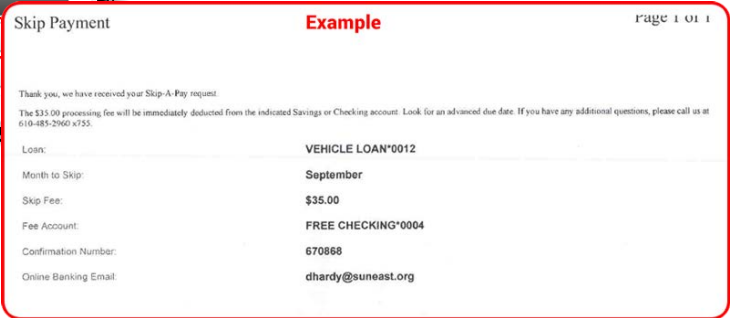 Skip Payment Example Page 1 of 1
Thank you, we have received your Skip-A-Pay request.
The $35.00 processing fee will be immediately deducted from the indicated Savings or Checking account. Look for an advanced due date. If you have any additional questions, please call us at
610-485-2960 x755.
Loan: VEHICLE LOAN*0012
Month to Skip: September
Skip Fee: $35.00
Fee Account: FREE CHECKING*0004
Confirmation Number: 670868
Online Banking Email: dhardy@suneast.org